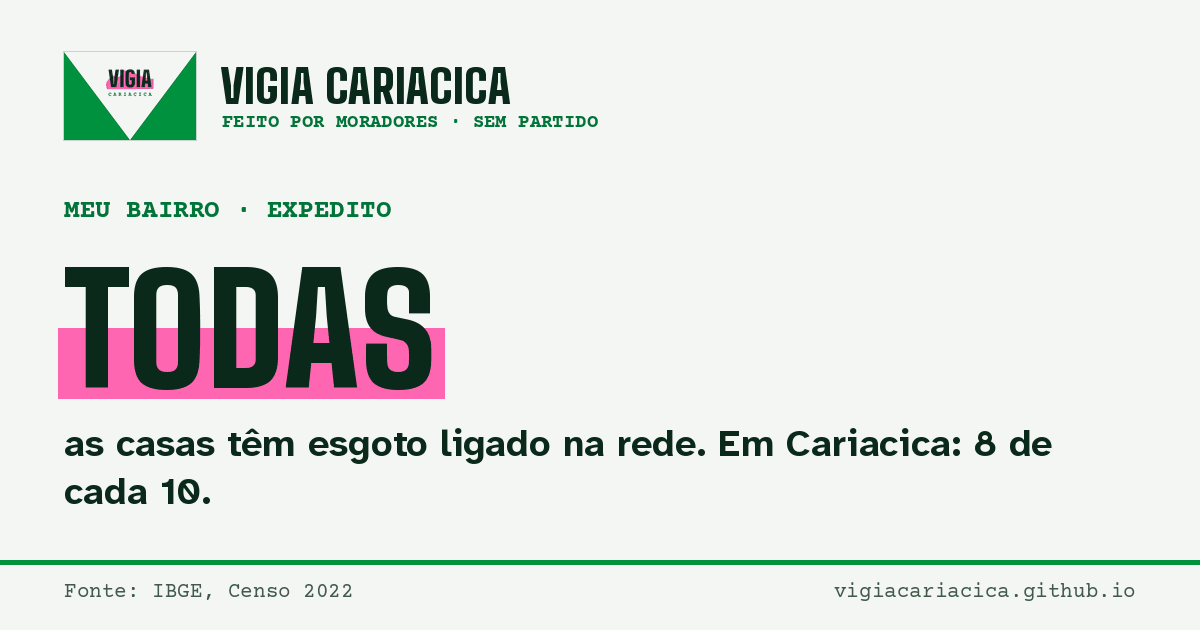 VIGIA
CARIACICA
VIGIA CARIACICA
FEITO POR MORADORES · SEM PARTIDO
MEU BAIRRO · EXPEDITO
TODAS
as casas têm esgoto ligado na rede. Em Cariacica: 8 de
cada 10.
Fonte: IBGE, Censo 2022
vigiacariacica.github.io